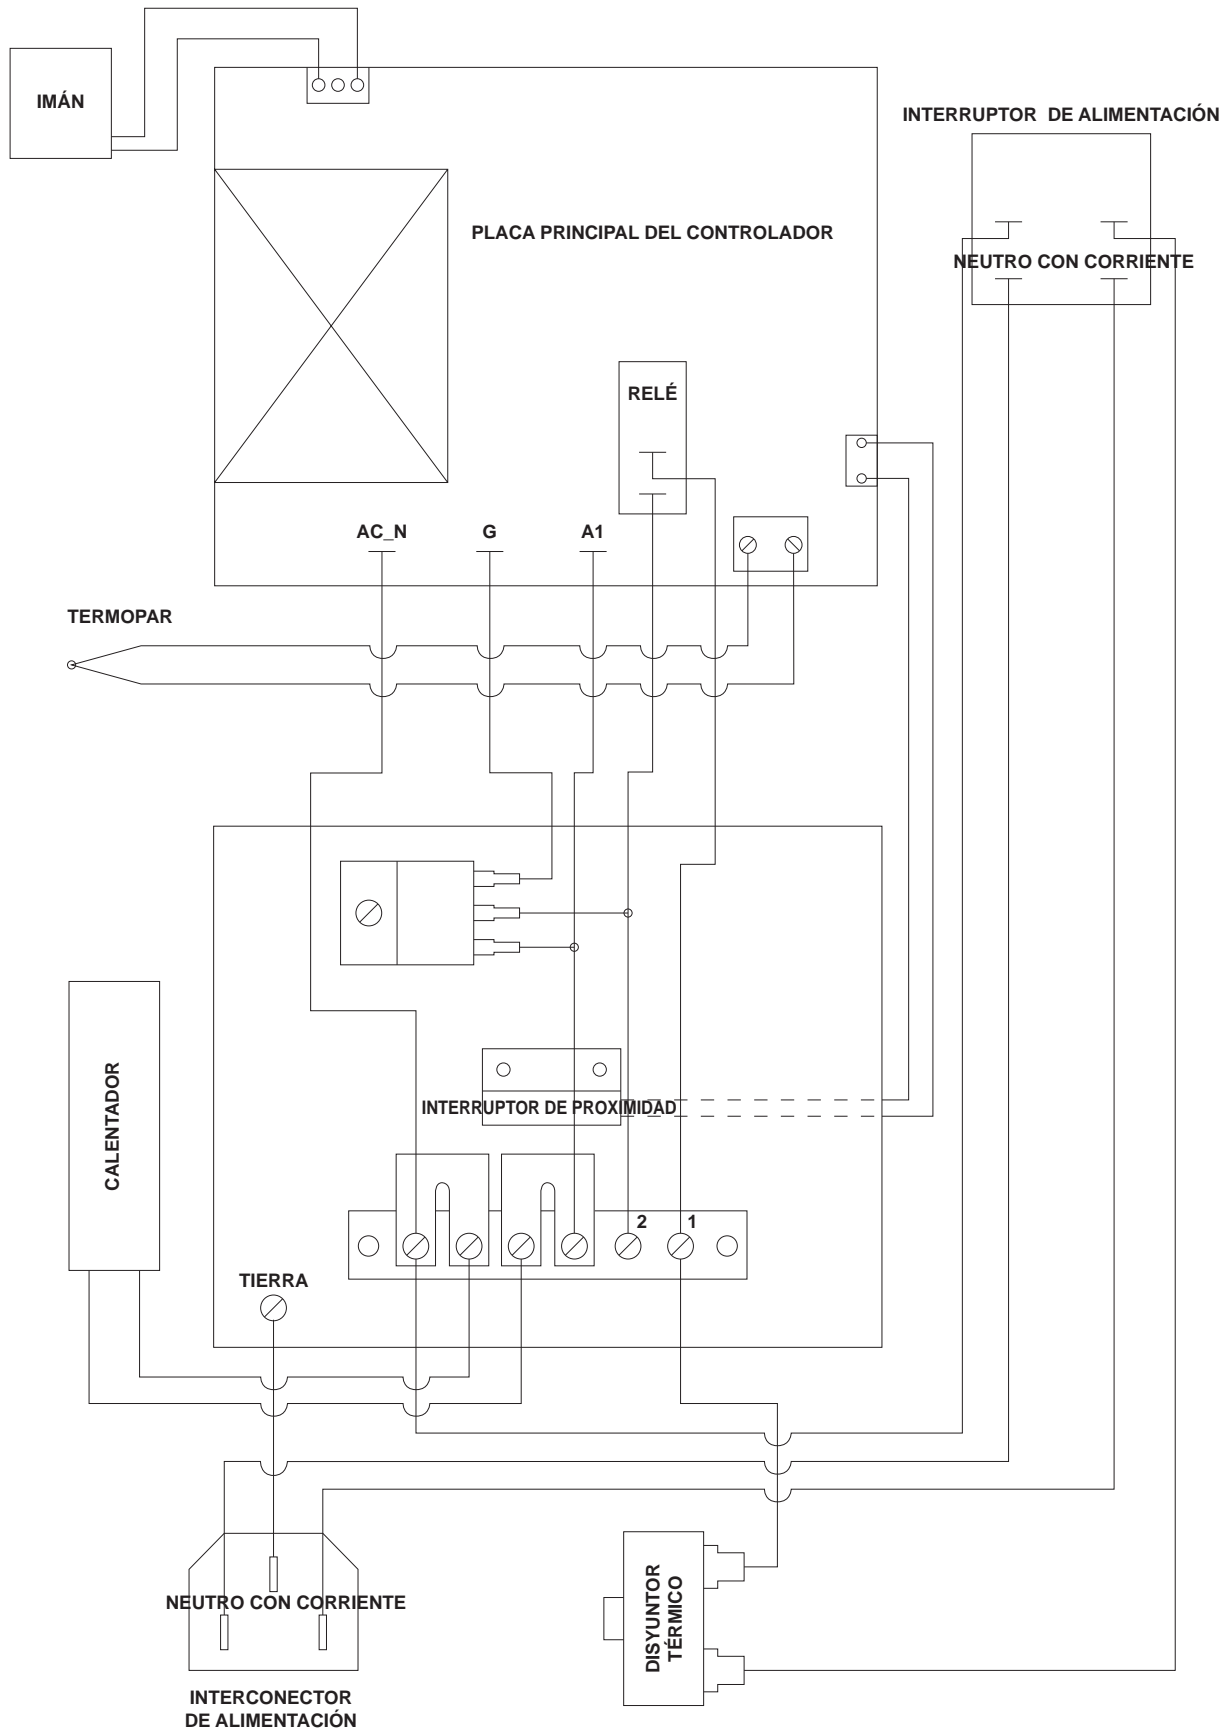 IMÁN
INTERRUPTOR DE ALIMENTACIÓN
PLACA PRINCIPAL DEL CONTROLADOR
NEUTRO CON CORRIENTE
RELÉ
AC_N
G
A1
TERMOPAR
CALENTADOR
INTERRUPTOR DE PROXIMIDAD
2
1
TIERRA
NEUTRO CON CORRIENTE
DISYUNTOR
TÉRMICO
INTERCONECTOR
DE ALIMENTACIÓN